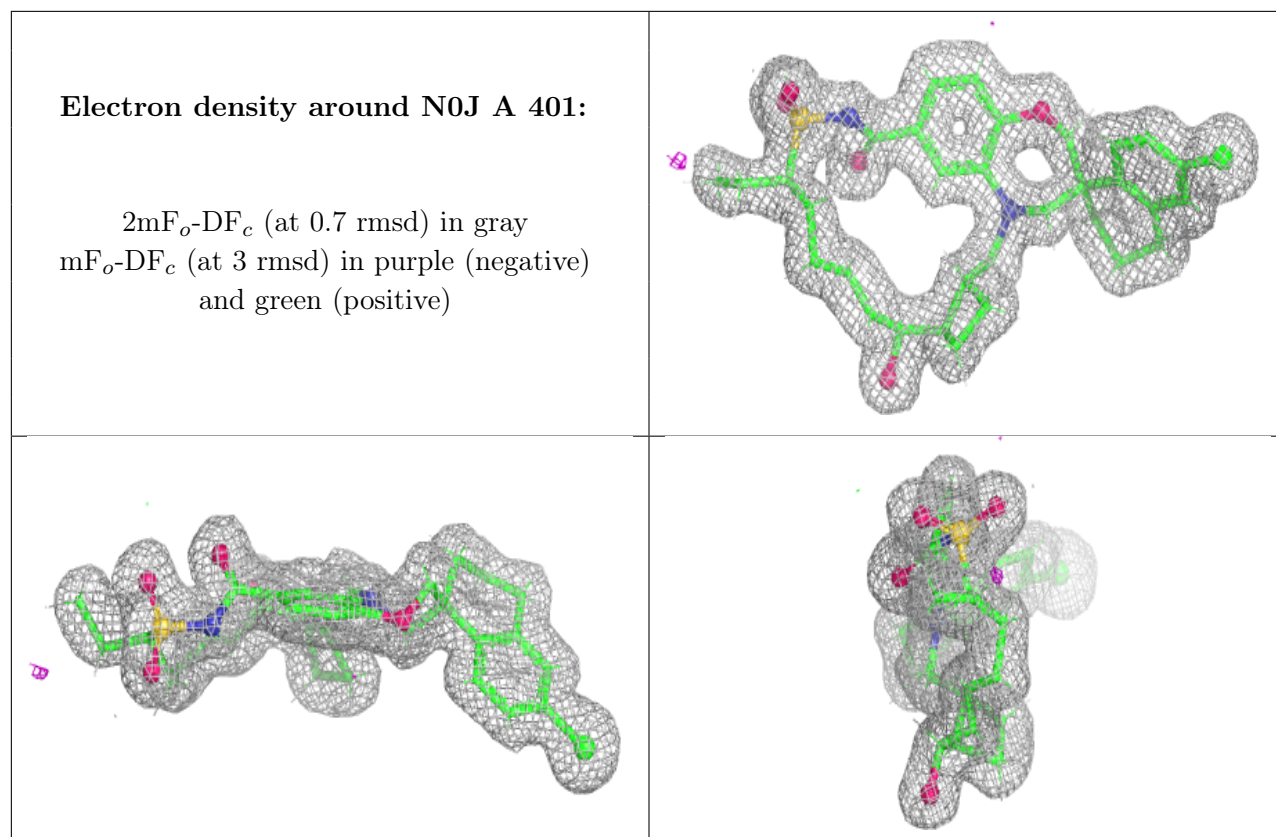 Electron density around N0J A 401:
2mFₒ-DF𝒸 (at 0.7 rmsd) in gray
mFₒ-DF𝒸 (at 3 rmsd) in purple (negative)
and green (positive)